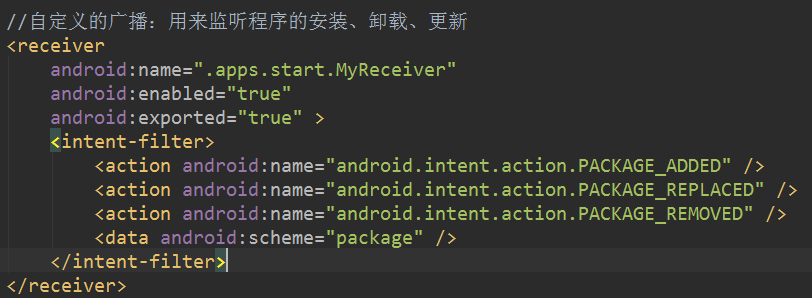 //自定义的广播：用来监听程序的安装、卸载、更新
<receiver
    android:name=".apps.start.MyReceiver"
    android:enabled="true"
    android:exported="true" >
    <intent-filter>
        <action android:name="android.intent.action.PACKAGE_ADDED" />
        <action android:name="android.intent.action.PACKAGE_REPLACED" />
        <action android:name="android.intent.action.PACKAGE_REMOVED" />
        <data android:scheme="package" />
    </intent-filter>
</receiver>